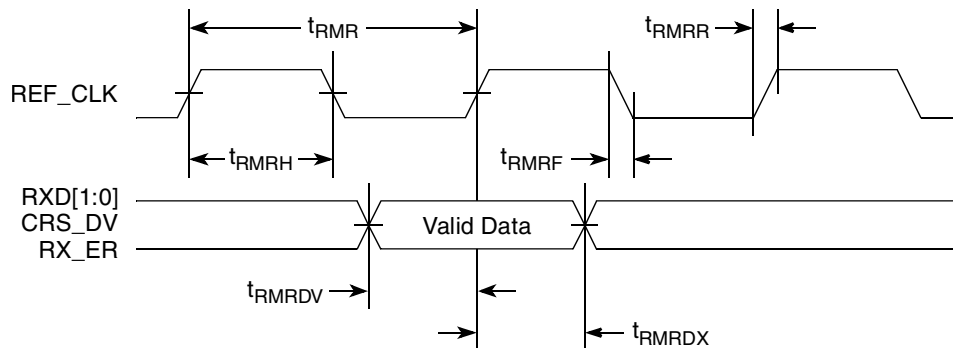 tRMR
tRMRR
REF_CLK
tRMRH
tRMRF
RXD[1:0]
CRS_DV
Valid Data
RX_ER
tRMRDV
tRMRDX